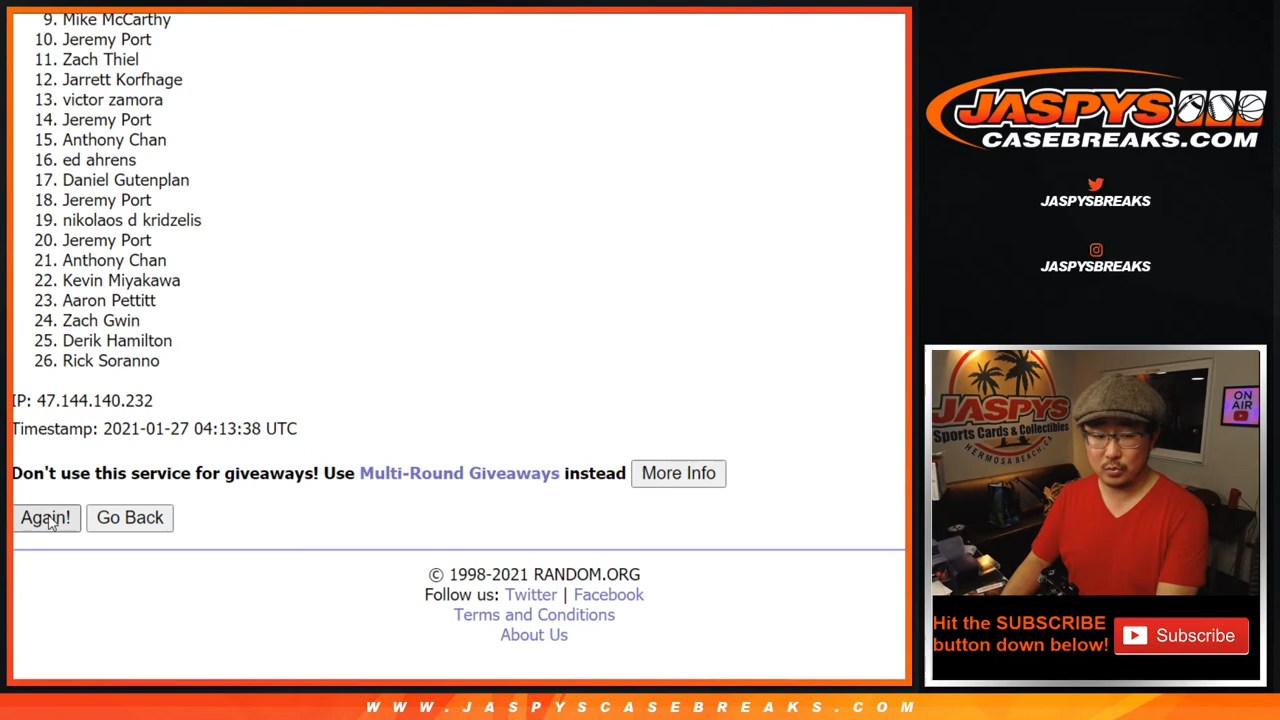 9. Mike McCarthy
10. Jeremy Port
11. Zach Thiel
12. Jarrett Korfhage
13. victor zamora
14. Jeremy Port
15. Anthony Chan
16. ed ahrens
17. Daniel Gutenplan
18. Jeremy Port
19. nikolaos d kridzelis
20. Jeremy Port
21. Anthony Chan
22. Kevin Miyakawa
23. Aaron Pettitt
24. Zach Gwin
25. Derik Hamilton
26. Rick Soranno
IP: 47.144.140.232
Timestamp: 2021-01-27 04:13:38 UTC
Don't use this service for giveaways! Use Multi-Round Giveaways instead More Info
Again! Go Back
© 1998-2021 RANDOM.ORG
Follow us: Twitter | Facebook
Terms and Conditions
About Us
JASPYS
CASEBREAKS.COM
JASPYSBREAKS
JASPYSBREAKS
JASPYS
Sports Cards & Collectibles
HERMOSA BEACH, CA
ON
AIR
Hit the SUBSCRIBE
button down below!
Subscribe
WWW.JASPYSCASEBREAKS.COM